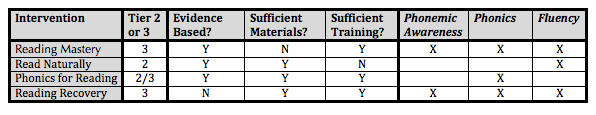 Intervention Tier 2 Evidence Sufficient Sufficient Phonemic Phonics Fluency
or 3 Based? Materials? Training? Awareness
Reading Mastery 3 Y N Y X X X
Read Naturally 2 Y Y N X
Phonics for Reading 2/3 Y Y Y X
Reading Recovery 3 N Y Y X X X